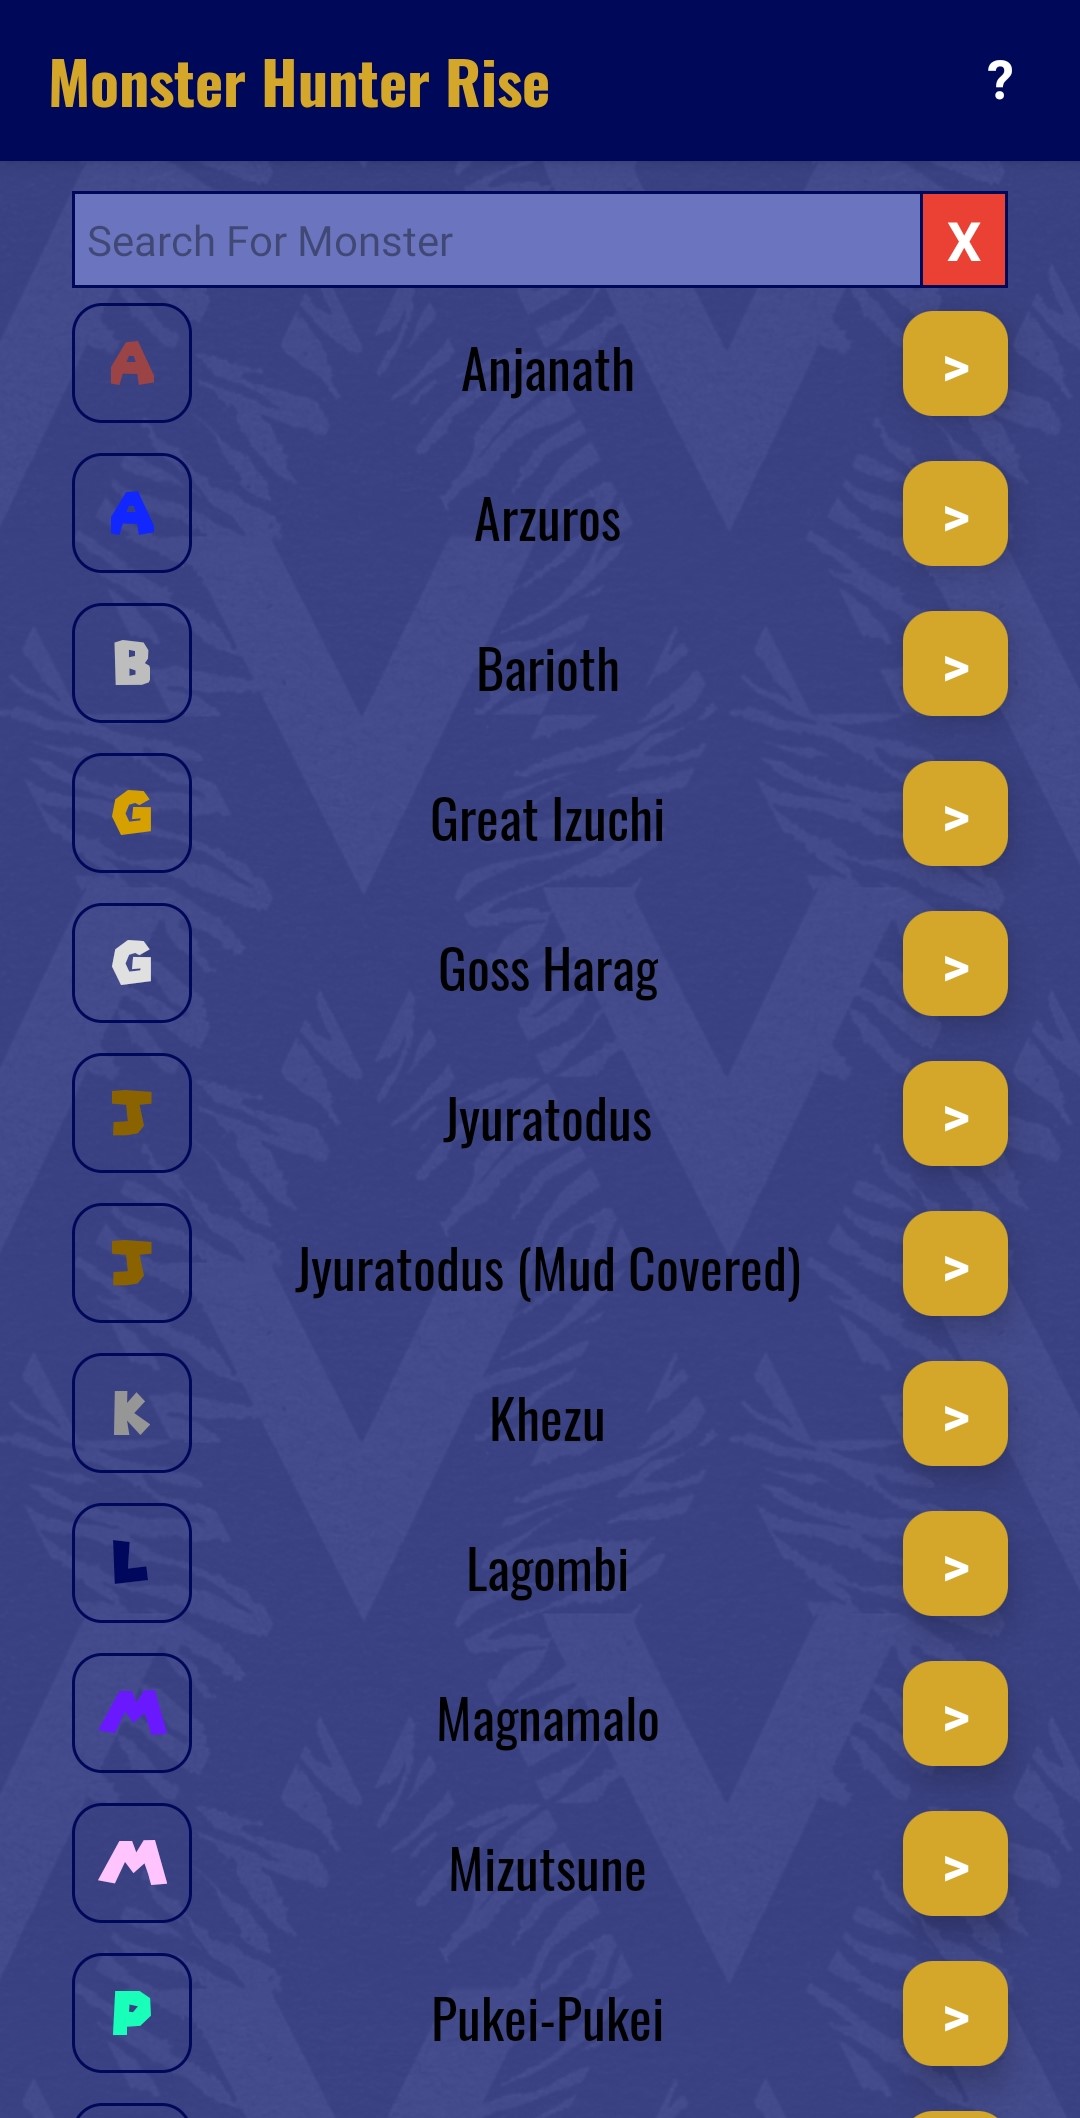 Monster Hunter Rise ?
Search For Monster X
A Anjanath >
A Arzuros >
B Barioth >
G Great Izuchi >
G Goss Harag >
J Jyuratodus >
J Jyuratodus (Mud Covered) >
K Khezu >
L Lagombi >
M Magnamalo >
M Mizutsune >
P Pukei-Pukei >